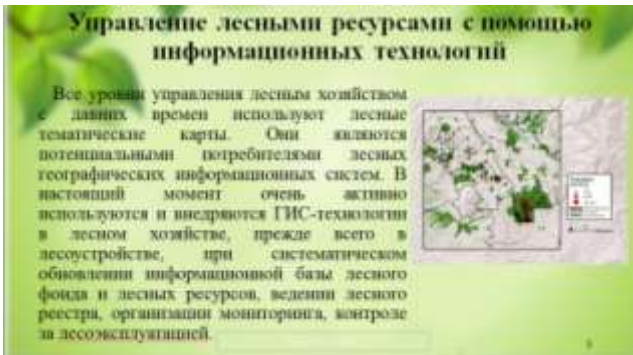 Управление лесными ресурсами с помощью
информационных технологий
Все уровни управления лесным хозяйством
с давних времен используют лесные
тематические карты. Они являются
потенциальными потребителями лесных
географических информационных систем. В
настоящий момент очень активно
используются и внедряются ГИС-технологии
в лесном хозяйстве, прежде всего в
лесоустройстве, при систематическом
обновлении информационной базы лесного
фонда и лесных ресурсов, ведении лесного
реестра, организации мониторинга, контроле
за лесоэксплуатацией.